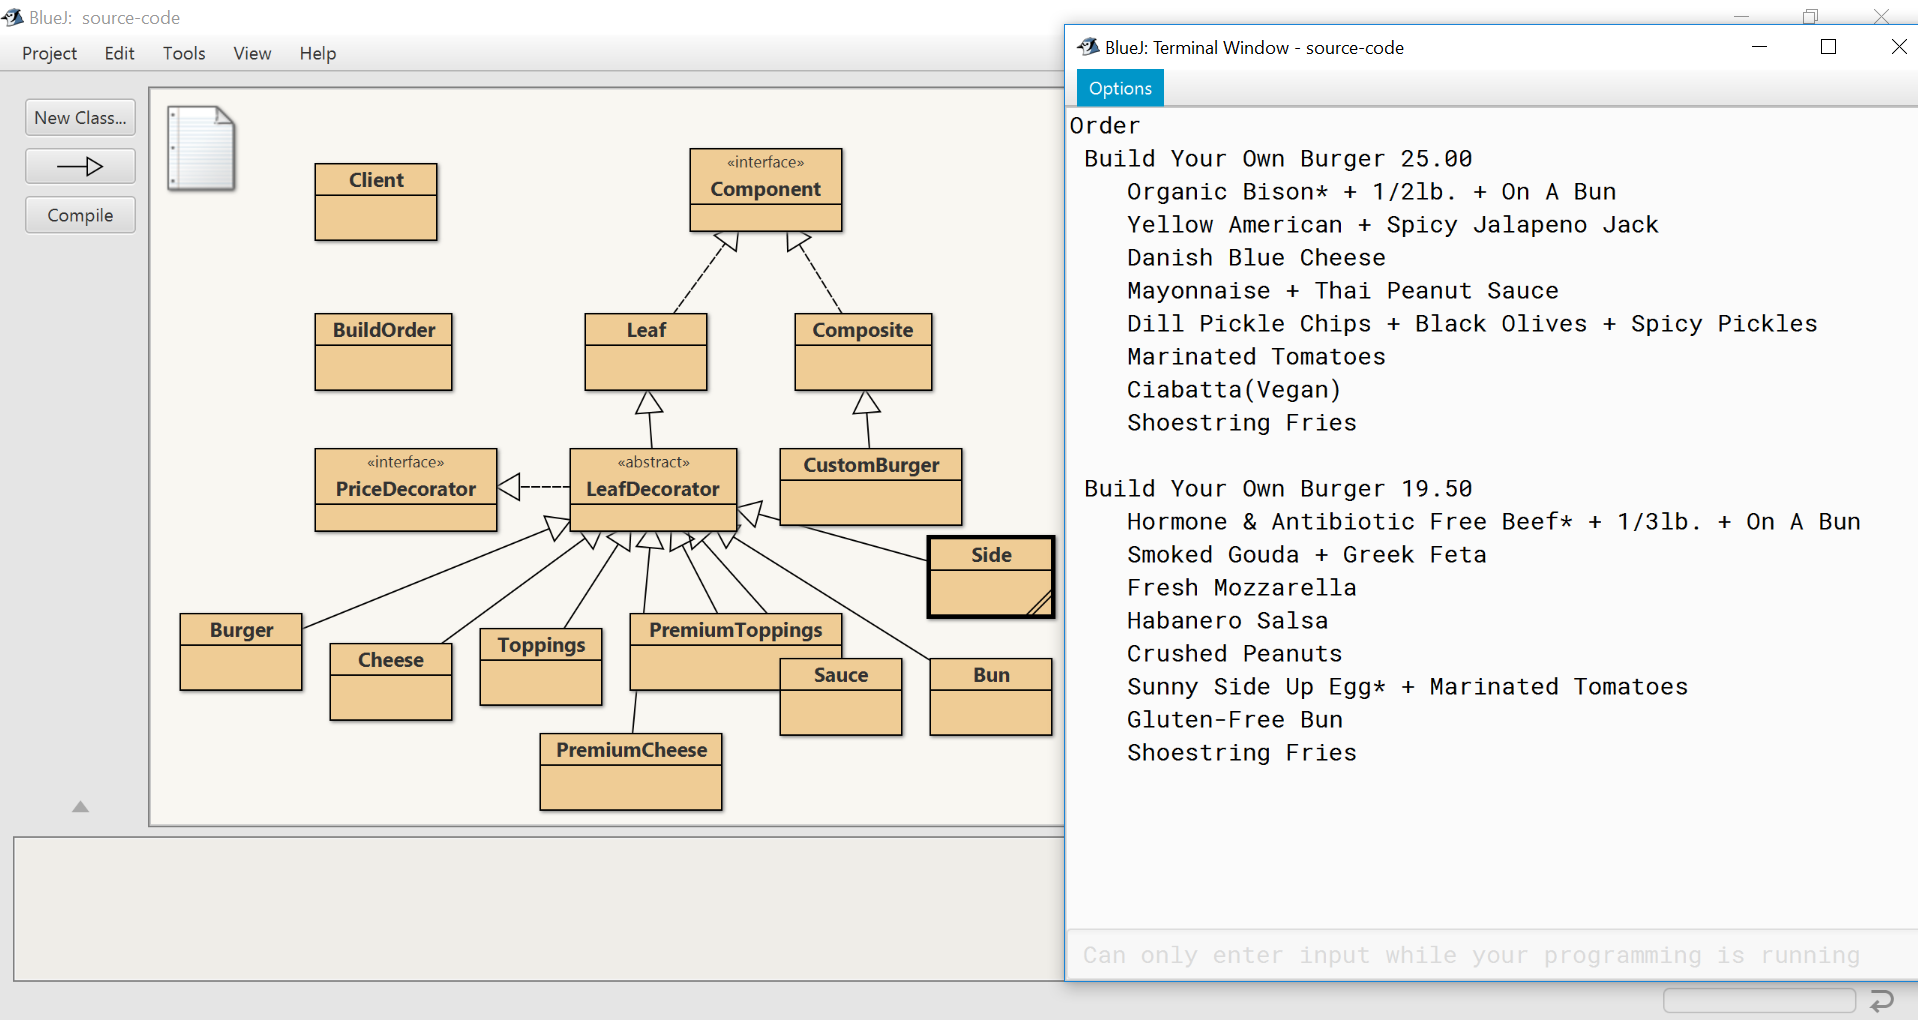 BlueJ: source-code
Project Edit Tools View Help
New Class...
Compile
Client
«interface»
Component
BuildOrder
Leaf
Composite
«interface»
PriceDecorator
«abstract»
LeafDecorator
CustomBurger
Side
Burger
Cheese
Toppings
PremiumToppings
Sauce
Bun
PremiumCheese
BlueJ: Terminal Window - source-code
Options
Order
Build Your Own Burger 25.00
Organic Bison* + 1/2lb. + On A Bun
Yellow American + Spicy Jalapeno Jack
Danish Blue Cheese
Mayonnaise + Thai Peanut Sauce
Dill Pickle Chips + Black Olives + Spicy Pickles
Marinated Tomatoes
Ciabatta(Vegan)
Shoestring Fries
Build Your Own Burger 19.50
Hormone & Antibiotic Free Beef* + 1/3lb. + On A Bun
Smoked Gouda + Greek Feta
Fresh Mozzarella
Habanero Salsa
Crushed Peanuts
Sunny Side Up Egg* + Marinated Tomatoes
Gluten-Free Bun
Shoestring Fries
Can only enter input while your programming is running